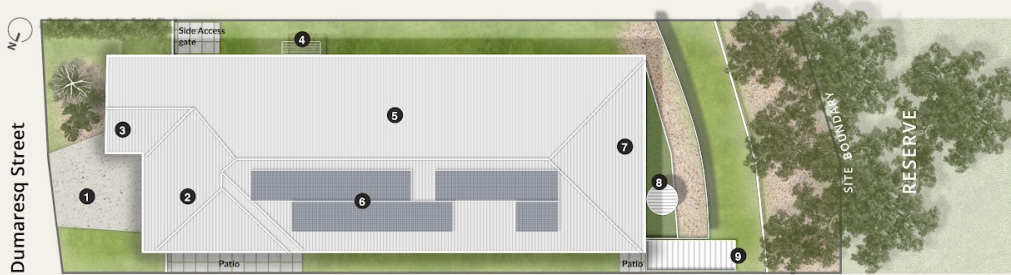 N
Side Access
gate
4
3
5
7
Dumaresq Street
1
2
6
8
9
Patio
Patio
SITE BOUNDARY
RESERVE